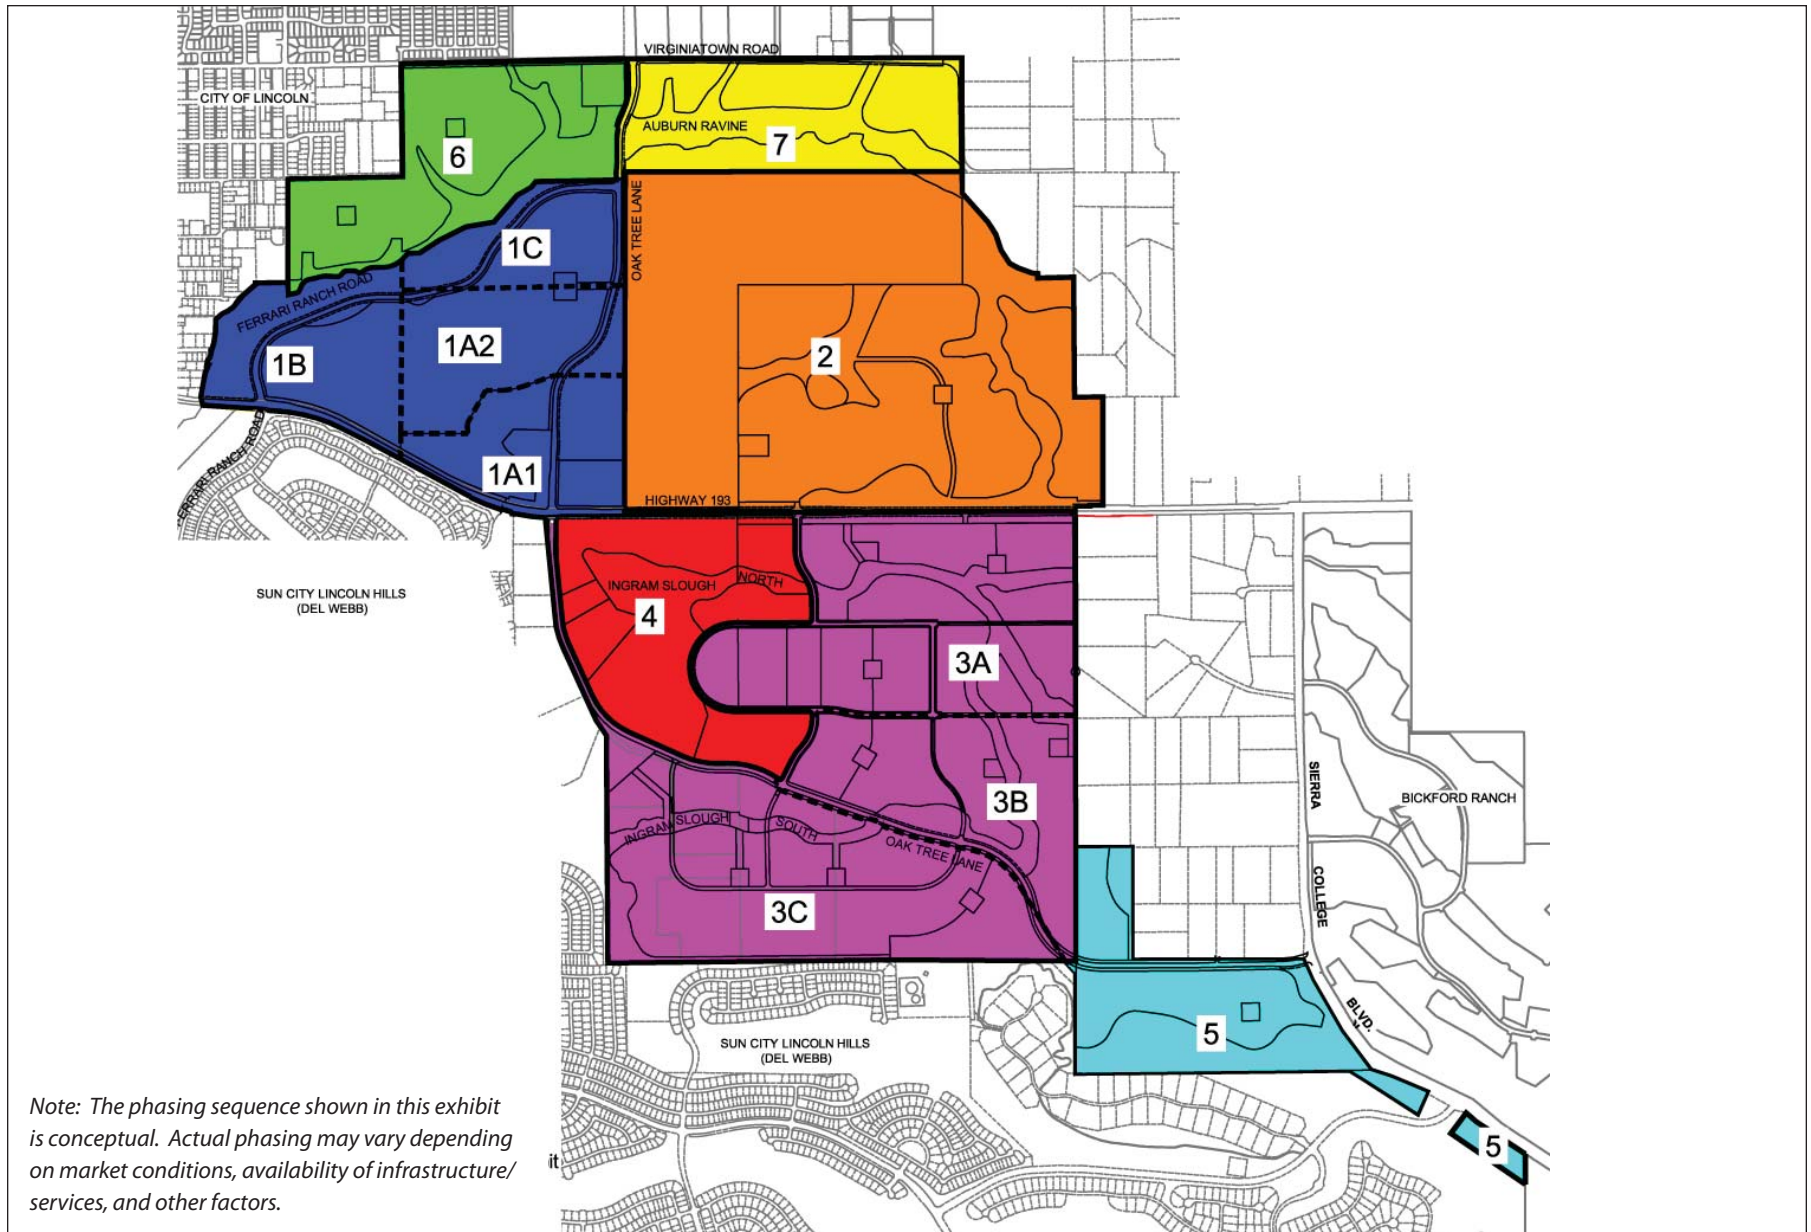 VIRGINIATOWN ROAD
CITY OF LINCOLN
AUBURN RAVINE
7
6
OAK TREE LANE
1C
FERRARI RANCH ROAD
1A2
1B
2
FERRARI RANCH ROAD
1A1
HIGHWAY 193
SUN CITY LINCOLN HILLS
(DEL WEBB)
INGRAM SLOUGH
NORTH
4
3A
SIERRA
COLLEGE
BLVD.
BICKFORD RANCH
3B
INGRAM SLOUGH
SOUTH
OAK TREE LANE
3C
5
SUN CITY LINCOLN HILLS
(DEL WEBB)
5
Note: The phasing sequence shown in this exhibit
is conceptual. Actual phasing may vary depending
on market conditions, availability of infrastructure/
services, and other factors.
it